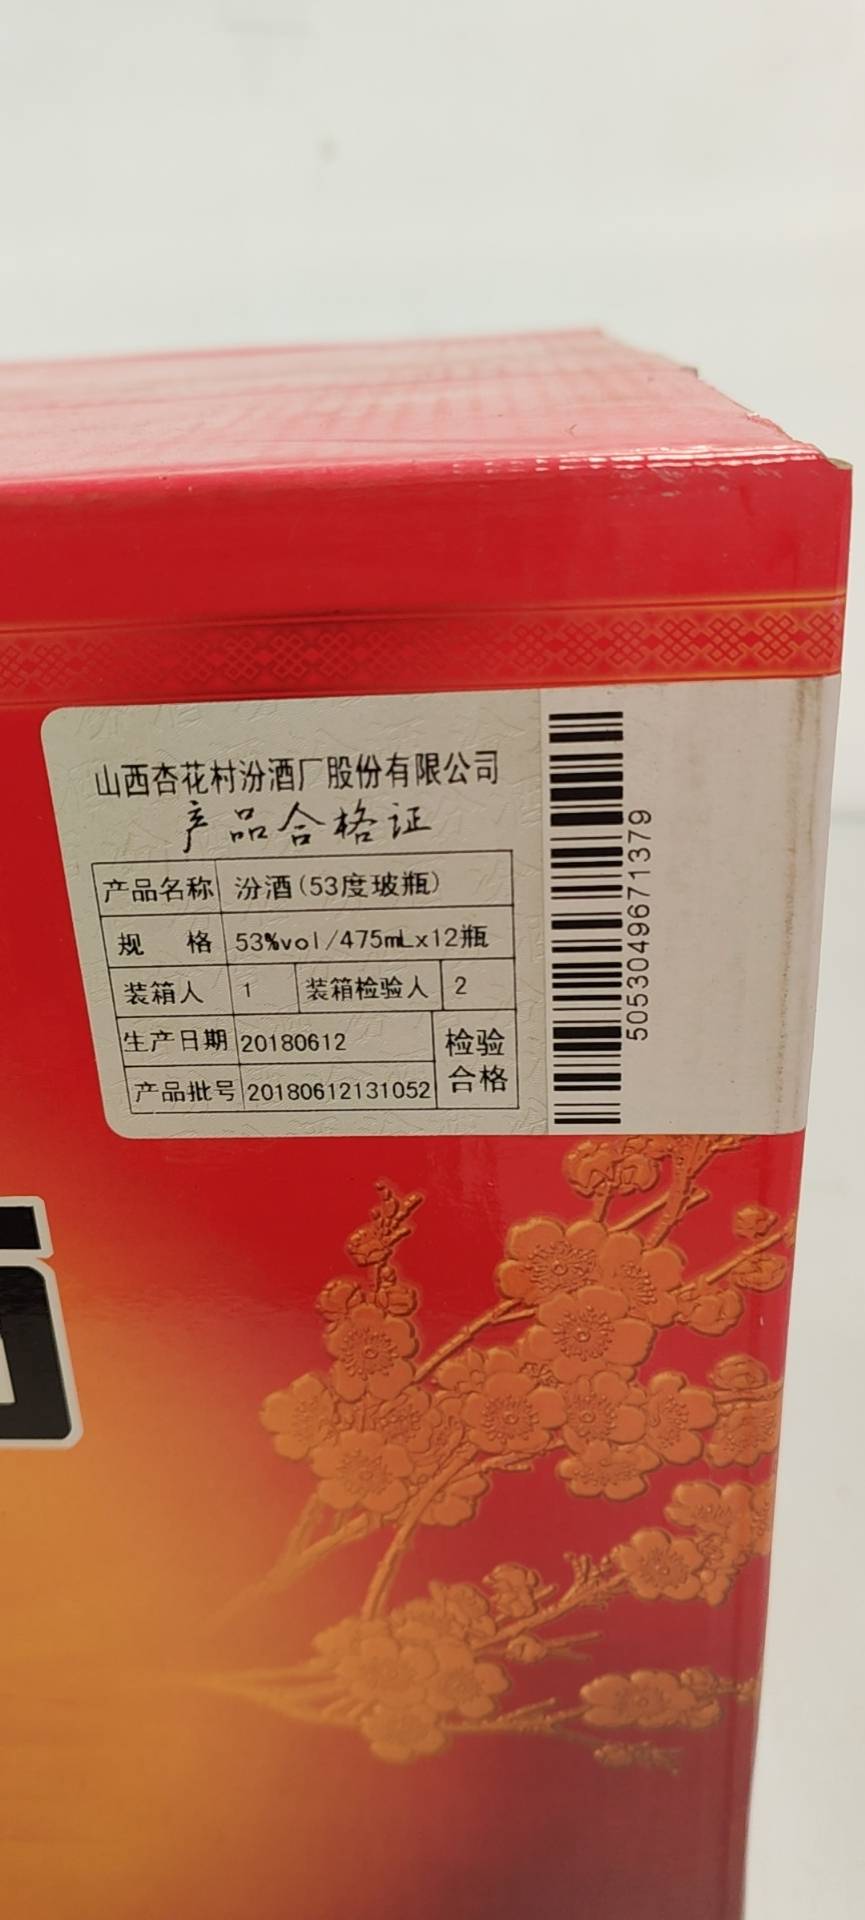 山西杏花村汾酒厂股份有限公司
产品合格证
产品名称 汾酒(53度玻瓶)
规 格 53%vol/475mLx12瓶
装箱人 1 装箱检验人 2
生产日期 20180612 检验
产品批号 20180612131052 合格
5053049671379